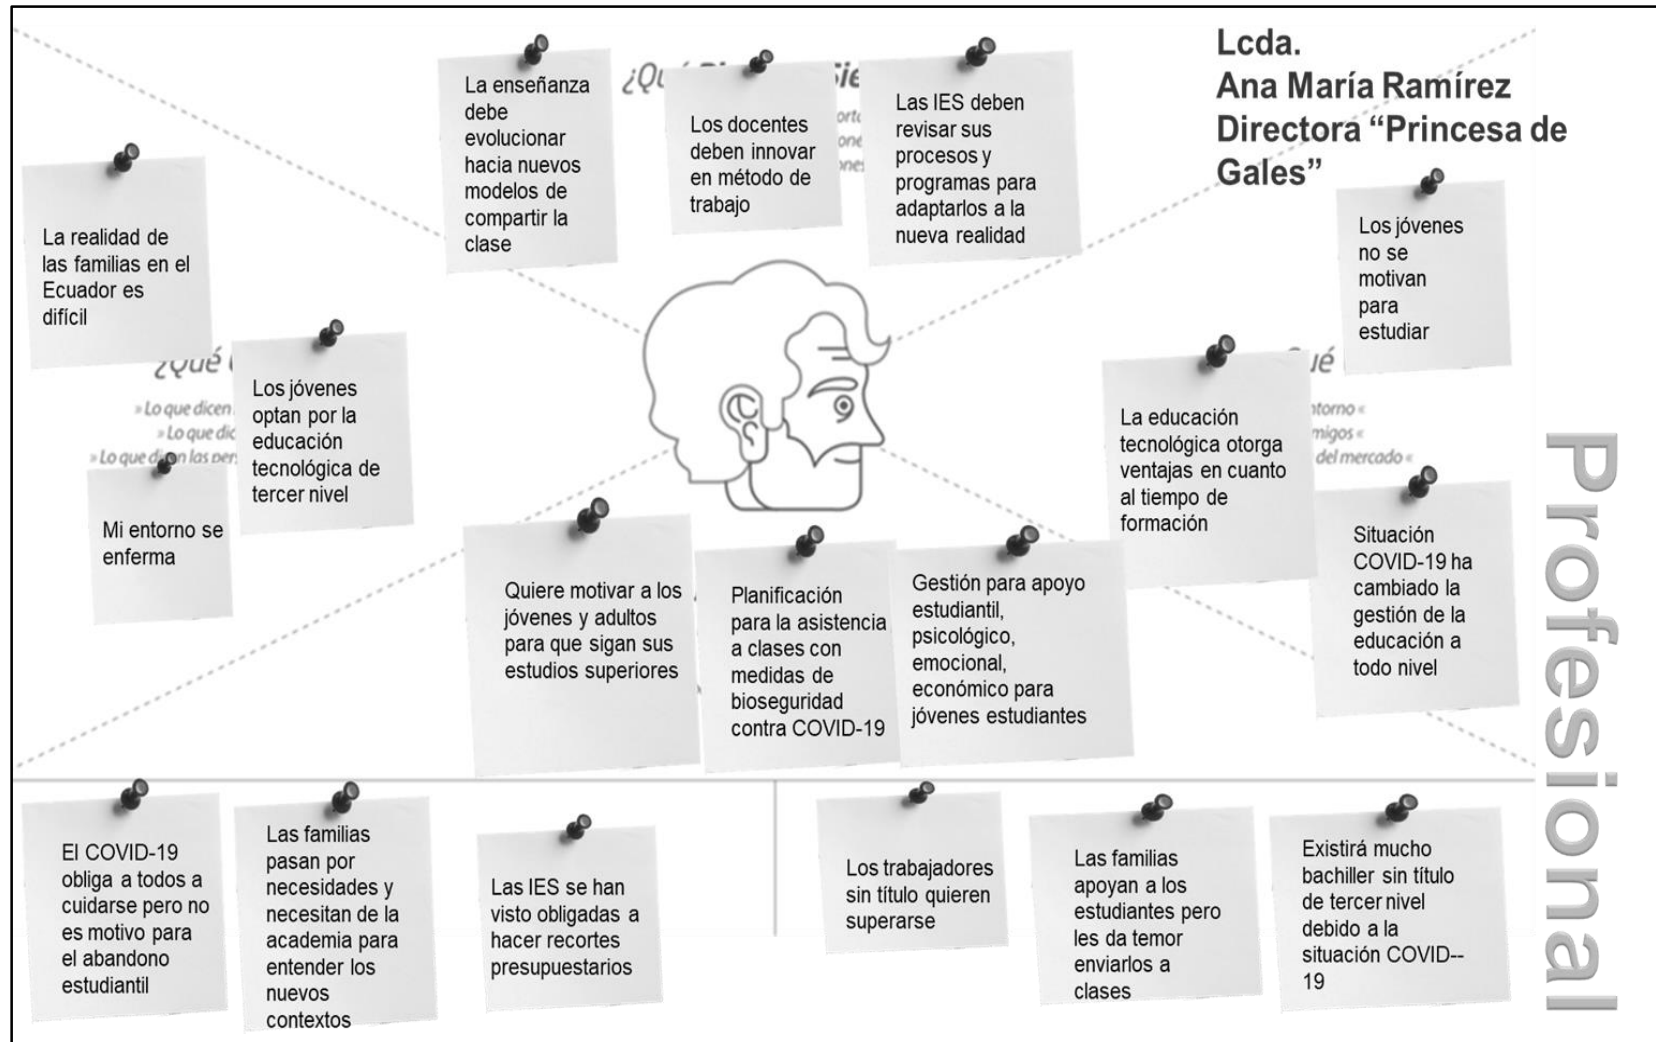 Lcda.
Ana María Ramírez
Directora “Princesa de
Gales”
La enseñanza
debe
evolucionar
hacia nuevos
modelos de
compartir la
clase
Los docentes
deben innovar
en método de
trabajo
Las IES deben
revisar sus
procesos y
programas para
adaptarlos a la
nueva realidad
La realidad de
las familias en el
Ecuador es
difícil
¿Qué
» Lo que dicen
» Lo que
» Lo que dicen las
Los jóvenes
optan por la
educación
tecnológica de
tercer nivel
Mi entorno se
enferma
Los jóvenes
no se
motivan
para
estudiar
La educación
tecnológica otorga
ventajas en cuanto
al tiempo de
formación
del mercado «
Situación
COVID-19 ha
cambiado la
gestión de la
educación a
todo nivel
Quiere motivar a los
jóvenes y adultos
para que sigan sus
estudios superiores
Planificación
para la asistencia
a clases con
medidas de
bioseguridad
contra COVID-19
Gestión para apoyo
estudiantil,
psicológico,
emocional,
económico para
jóvenes estudiantes
El COVID-19
obliga a todos a
cuidarse pero no
es motivo para
el abandono
estudiantil
Las familias
pasan por
necesidades y
necesitan de la
academia para
entender los
nuevos
contextos
Las IES se han
visto obligadas a
hacer recortes
presupuestarios
Los trabajadores
sin título quieren
superarse
Las familias
apoyan a los
estudiantes pero
les da temor
enviarlos a
clases
Existirá mucho
bachiller sin título
de tercer nivel
debido a la
situación COVID--
19
Profesional